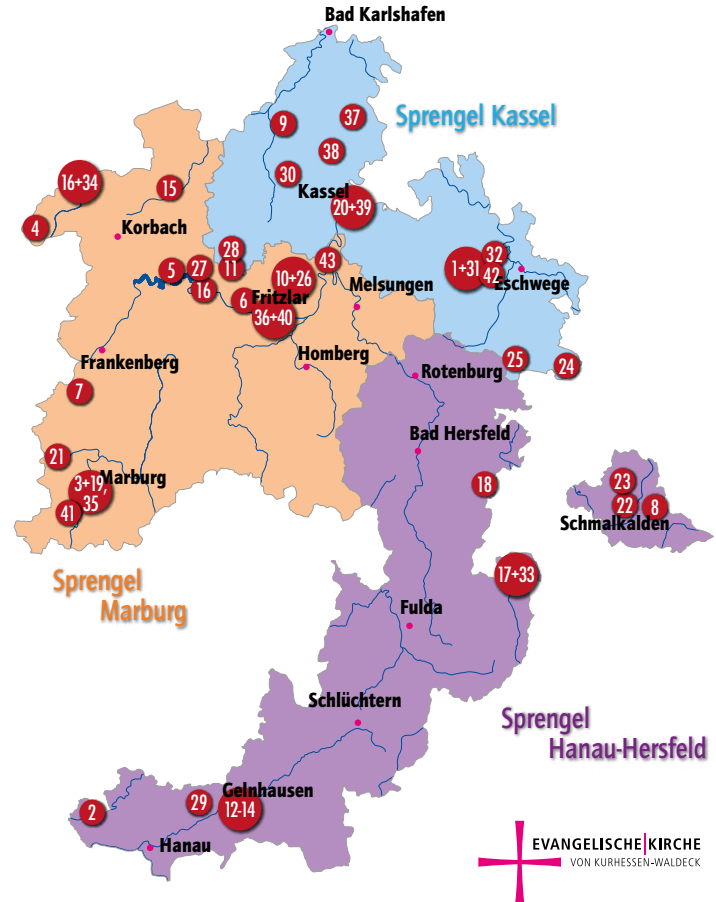 Bad Karlshafen
Sprengel Kassel
9
37
38
30
Kassel
20+39
16+34
15
4
Korbach
28
43
5
27
11
10+26
16
6
Fritzlar
36+40
Melsungen
1+31
32
42
Eschwege
Frankenberg
Homberg
Rotenburg
25
24
7
Bad Hersfeld
21
Marburg
3+19,
35
41
18
23
22
8
Schmalkalden
Sprengel
Marburg
17+33
Fulda
Schlüchtern
Sprengel
Hanau-Hersfeld
Gelnhausen
2
29
12-14
Hanau
EVANGELISCHE KIRCHE
VON KURHESSEN-WALDECK